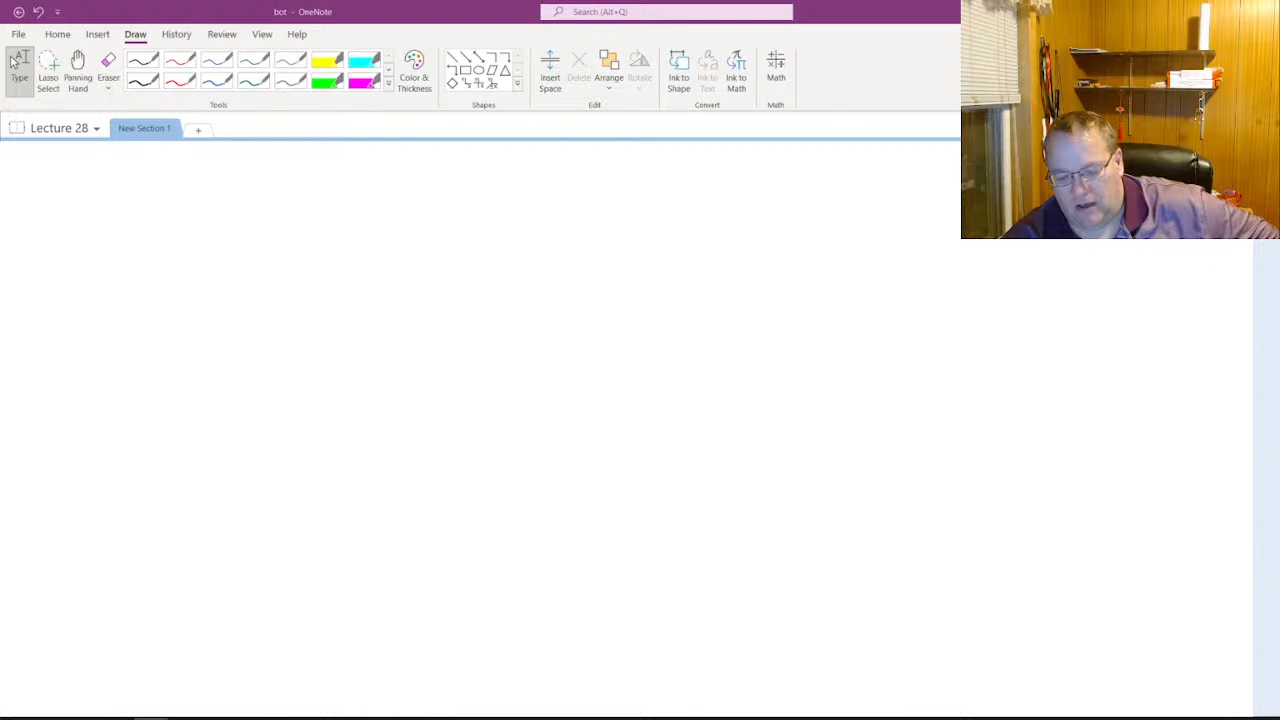 bot - OneNote
Search (Alt+Q)
File Home Insert Draw History Review View Help
Type
Lasso Select
Panning Hand
Eraser
Color & Thickness
Insert Space
Delete
Arrange
Rotate
Ink to Shape
Ink to Text
Ink to Math
Math
Tools
Shapes
Edit
Convert
Math
Lecture 28
New Section 1